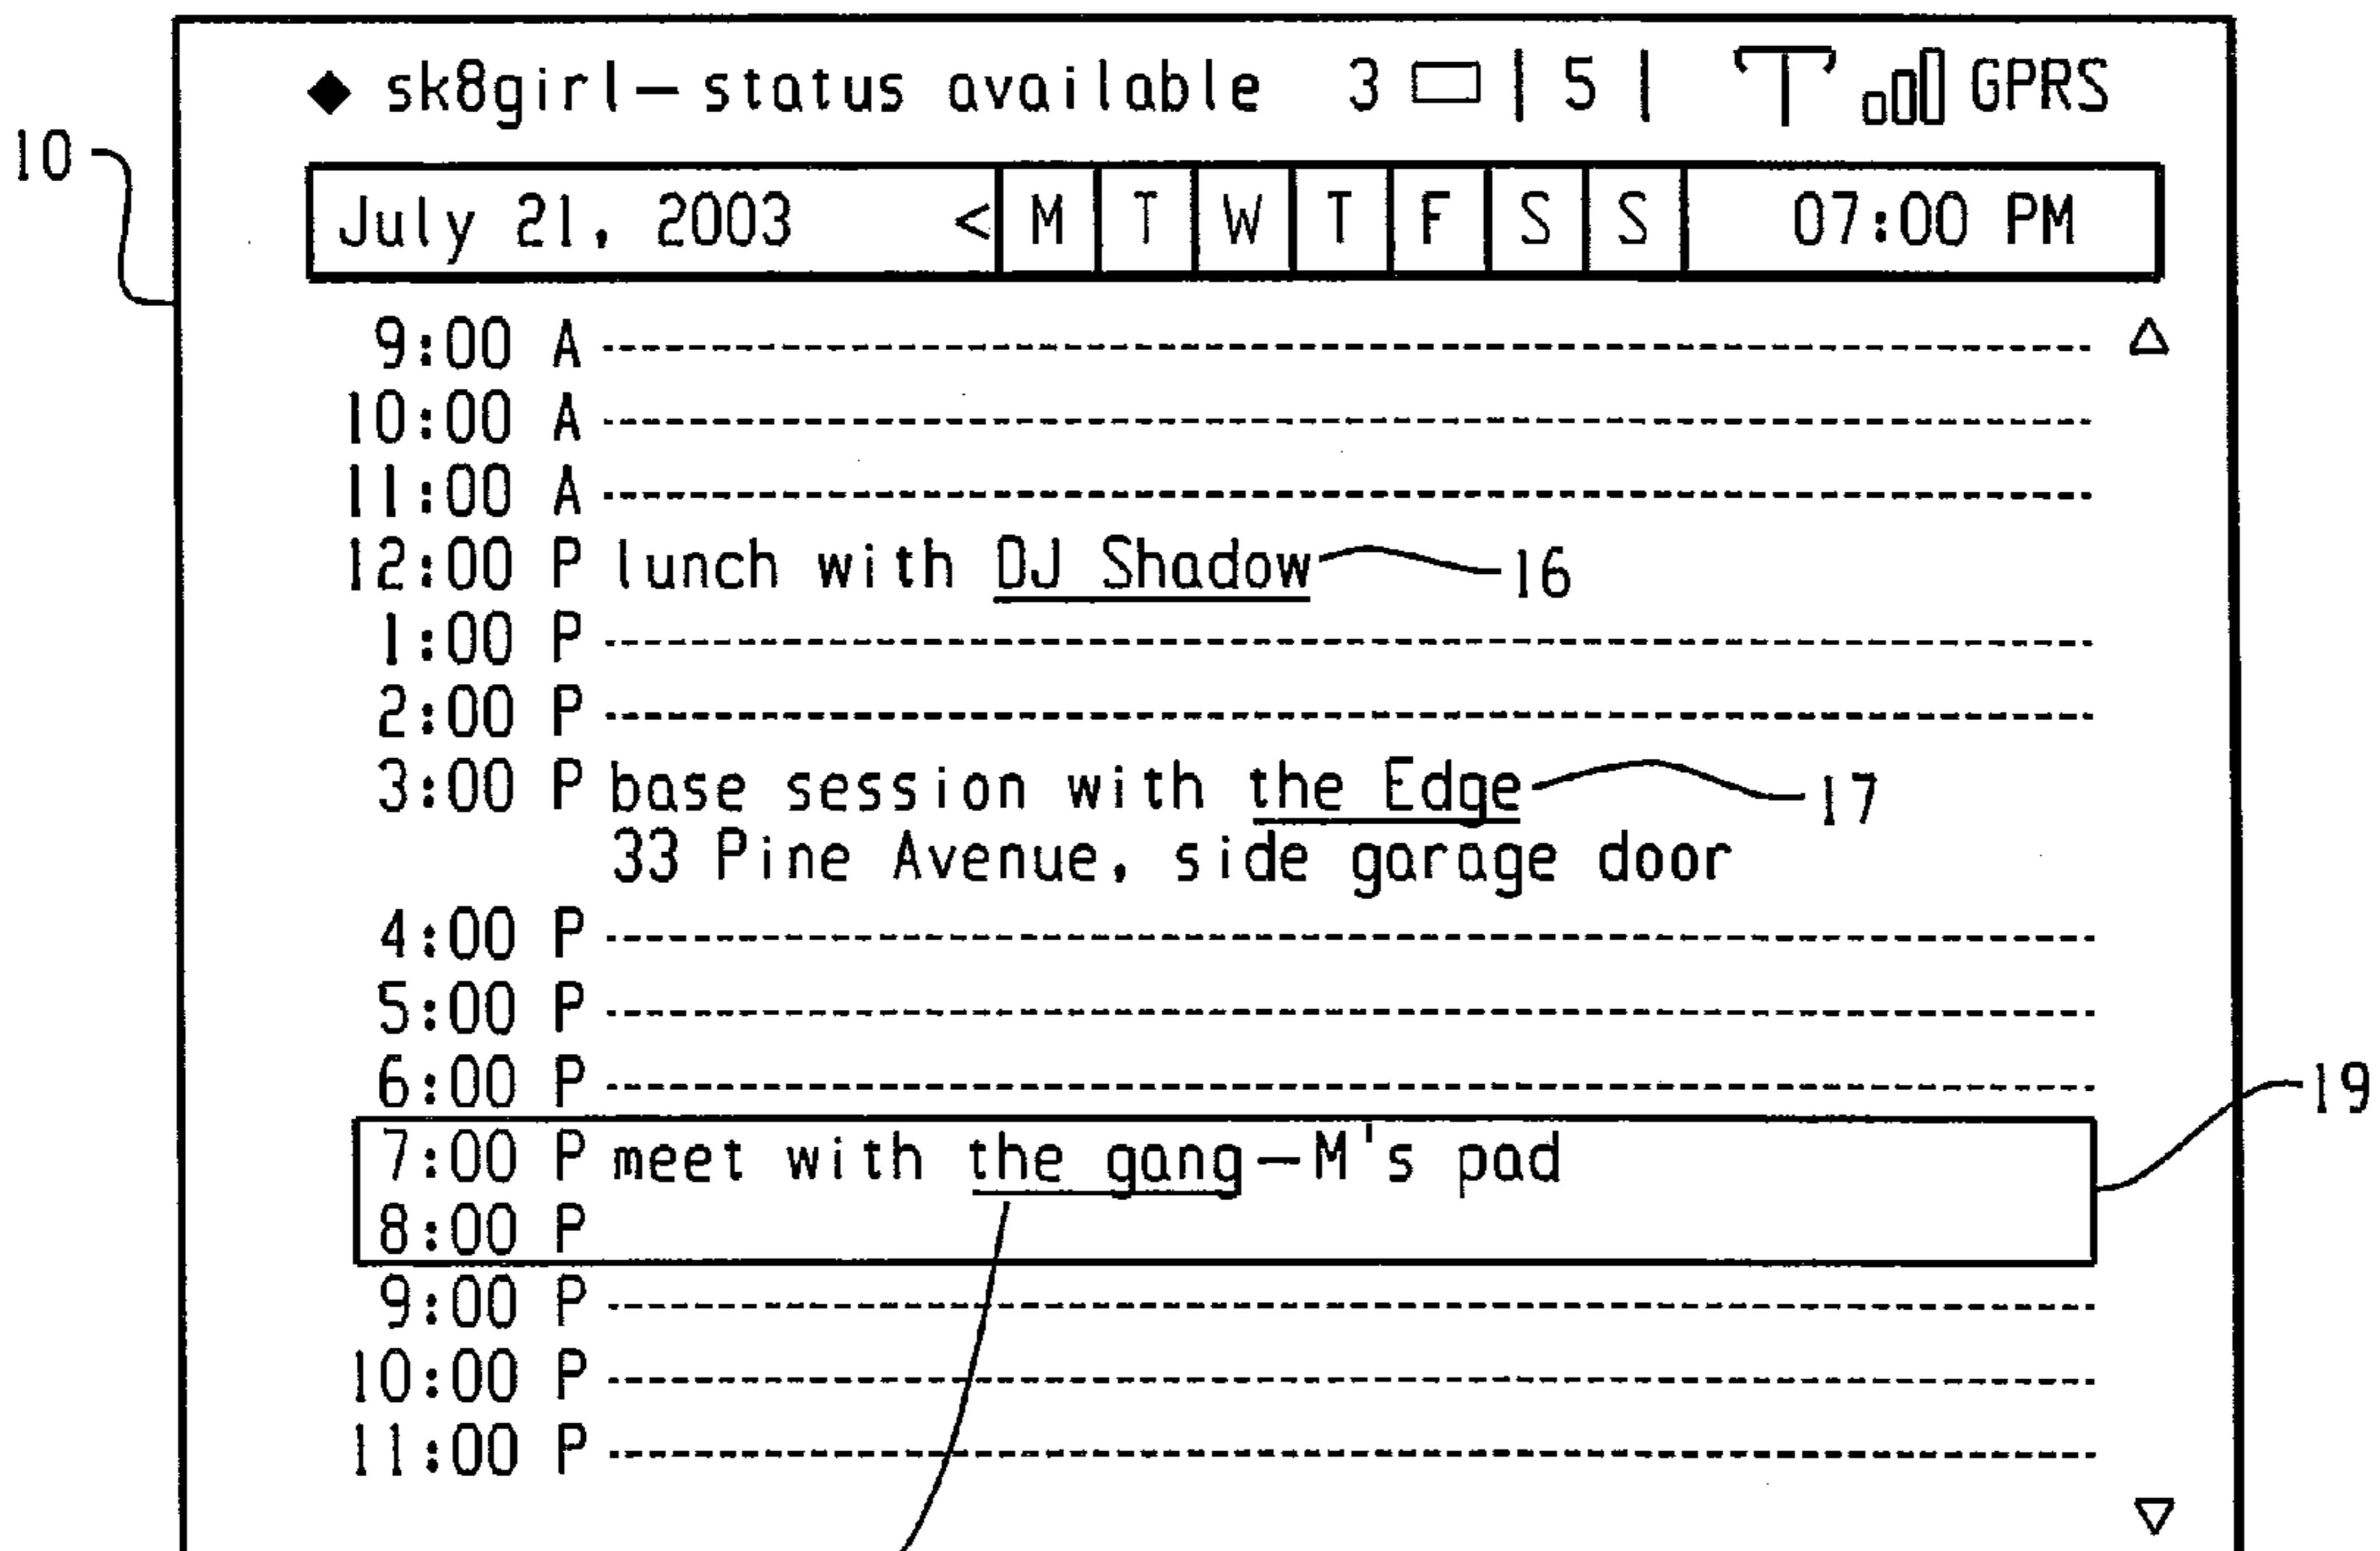 ◆ sk8girl— status available 3 | 5 | GPRS
10
July 21, 2003 < M T W T F S S 07:00 PM
9:00 A
10:00 A
11:00 A
12:00 P lunch with DJ Shadow 16
1:00 P
2:00 P
3:00 P base session with the Edge 17
33 Pine Avenue, side garage door
4:00 P
5:00 P
6:00 P
19
7:00 P meet with the gang—M's pad
8:00 P
9:00 P
10:00 P
11:00 P